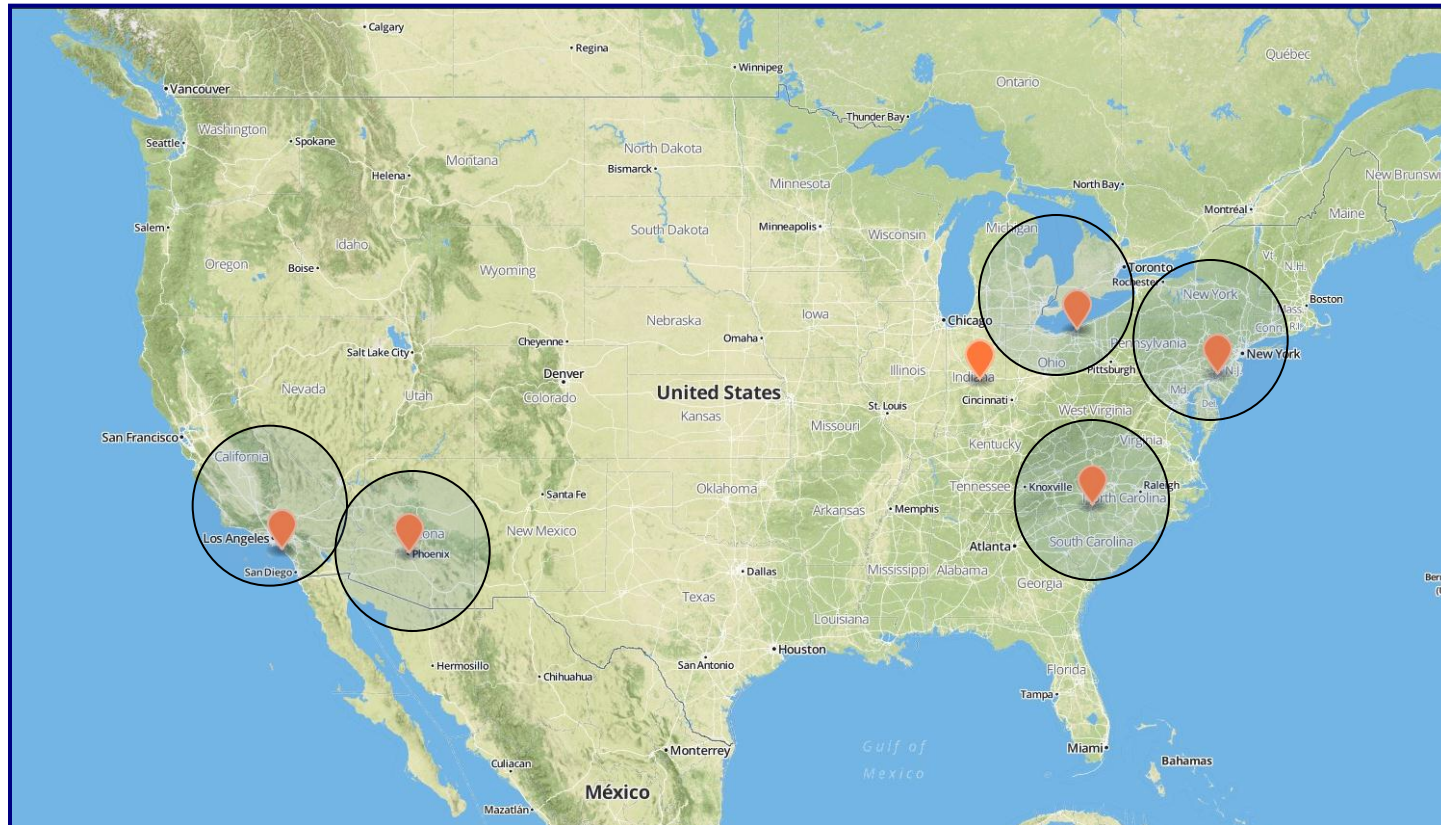 Calgary
Regina
Winnipeg
Québec
Ontario
Vancouver
Thunder Bay
Washington
Seattle
Spokane
North Dakota
Montana
Bismarck
Helena
Minnesota
North Bay
New Brunsw
Montréal
Maine
Salem
Minneapolis
South Dakota
Wisconsin
Michigan
Idaho
Oregon
Boise
Wyoming
Vt.
N.H.
Toronto
Rochester
New York
Boston
Mass.
Iowa
Nebraska
Chicago
Conn.
R.I.
Omaha
Cheyenne
Pennsylvania
Salt Lake City
New York
Ohio
Pittsburgh
Denver
Illinois
Indiana
N.J.
Nevada
Utah
Colorado
United States
Md.
Del.
Cincinnati
St. Louis
West Virginia
Kansas
Missouri
San Francisco
Kentucky
Virginia
California
Tennessee
Knoxville
Raleigh
Oklahoma
Santa Fe
rth Carolina
Arkansas
Memphis
New Mexico
ona
Los Angeles
Phoenix
Atlanta
South Carolina
San Diego
Dallas
Mississippi
Alabama
Georgia
Ber
(U
Texas
Louisiana
Houston
Hermosillo
San Antonio
Chihuahua
Florida
Tampa
Monterrey
Gulf of
Mexico
Miami
Bahamas
Culiacan
México
Mazatlán